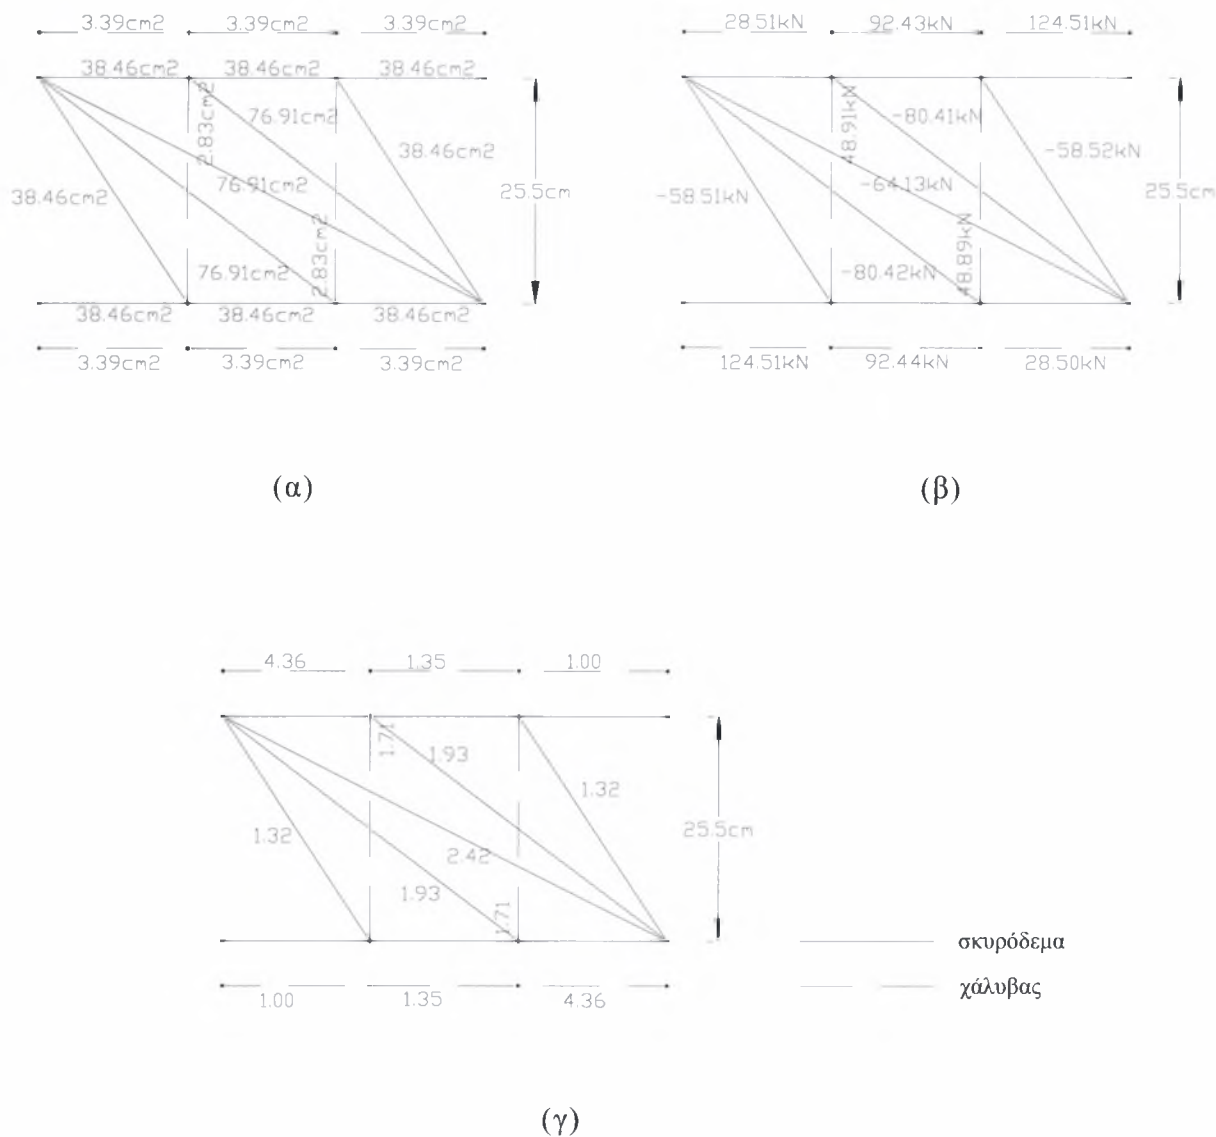 3.39cm2 3.39cm2 3.39cm2
38.46cm2 38.46cm2 38.46cm2
2.83cm2
76.91cm2
38.46cm2
76.91cm2
38.46cm2
25.5cm
2.83cm2
76.91cm2
38.46cm2 38.46cm2 38.46cm2
3.39cm2 3.39cm2 3.39cm2
(α)
28.51kN 92.43kN 124.51kN
48.91kN
-80.41kN
-58.52kN
-64.13kN
-58.51kN
25.5cm
48.89kN
-80.42kN
124.51kN 92.44kN 28.50kN
(β)
4.36 1.35 1.00
1.71
1.93
1.32
1.32
2.42
25.5cm
1.93
1.71
1.00 1.35 4.36
σκυρόδεμα
χάλυβας
(γ)